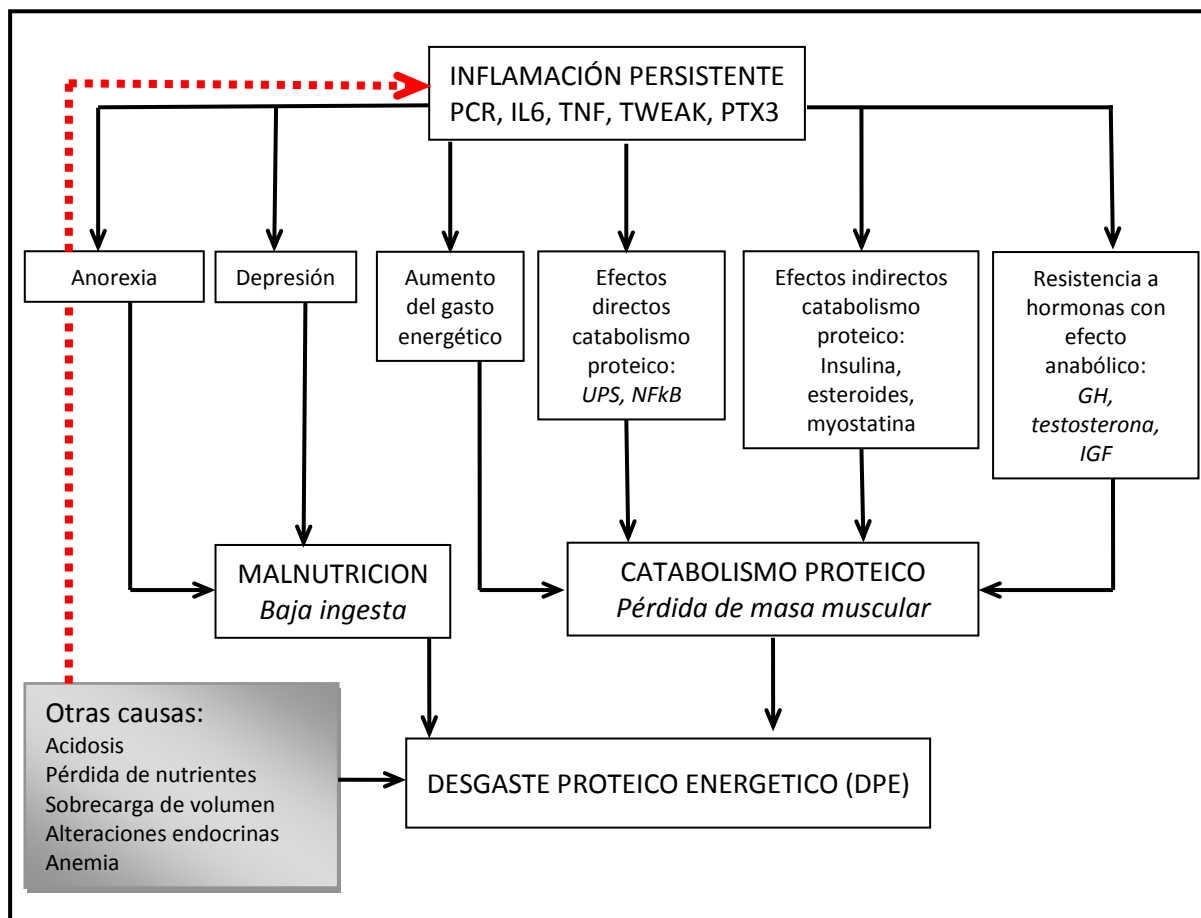 INFLAMACIÓN PERSISTENTE
PCR, IL6, TNF, TWEAK, PTX3
Anorexia
Depresión
Aumento
del gasto
energético
Efectos
directos
catabolismo
proteico:
UPS, NFkB
Efectos indirectos
catabolismo
proteico:
Insulina,
esteroides,
myostatina
Resistencia a
hormonas con
efecto
anabólico:
GH,
testosterona,
IGF
MALNUTRICION
Baja ingesta
CATABOLISMO PROTEICO
Pérdida de masa muscular
Otras causas:
Acidosis
Pérdida de nutrientes
Sobrecarga de volumen
Alteraciones endocrinas
Anemia
DESGASTE PROTEICO ENERGETICO (DPE)